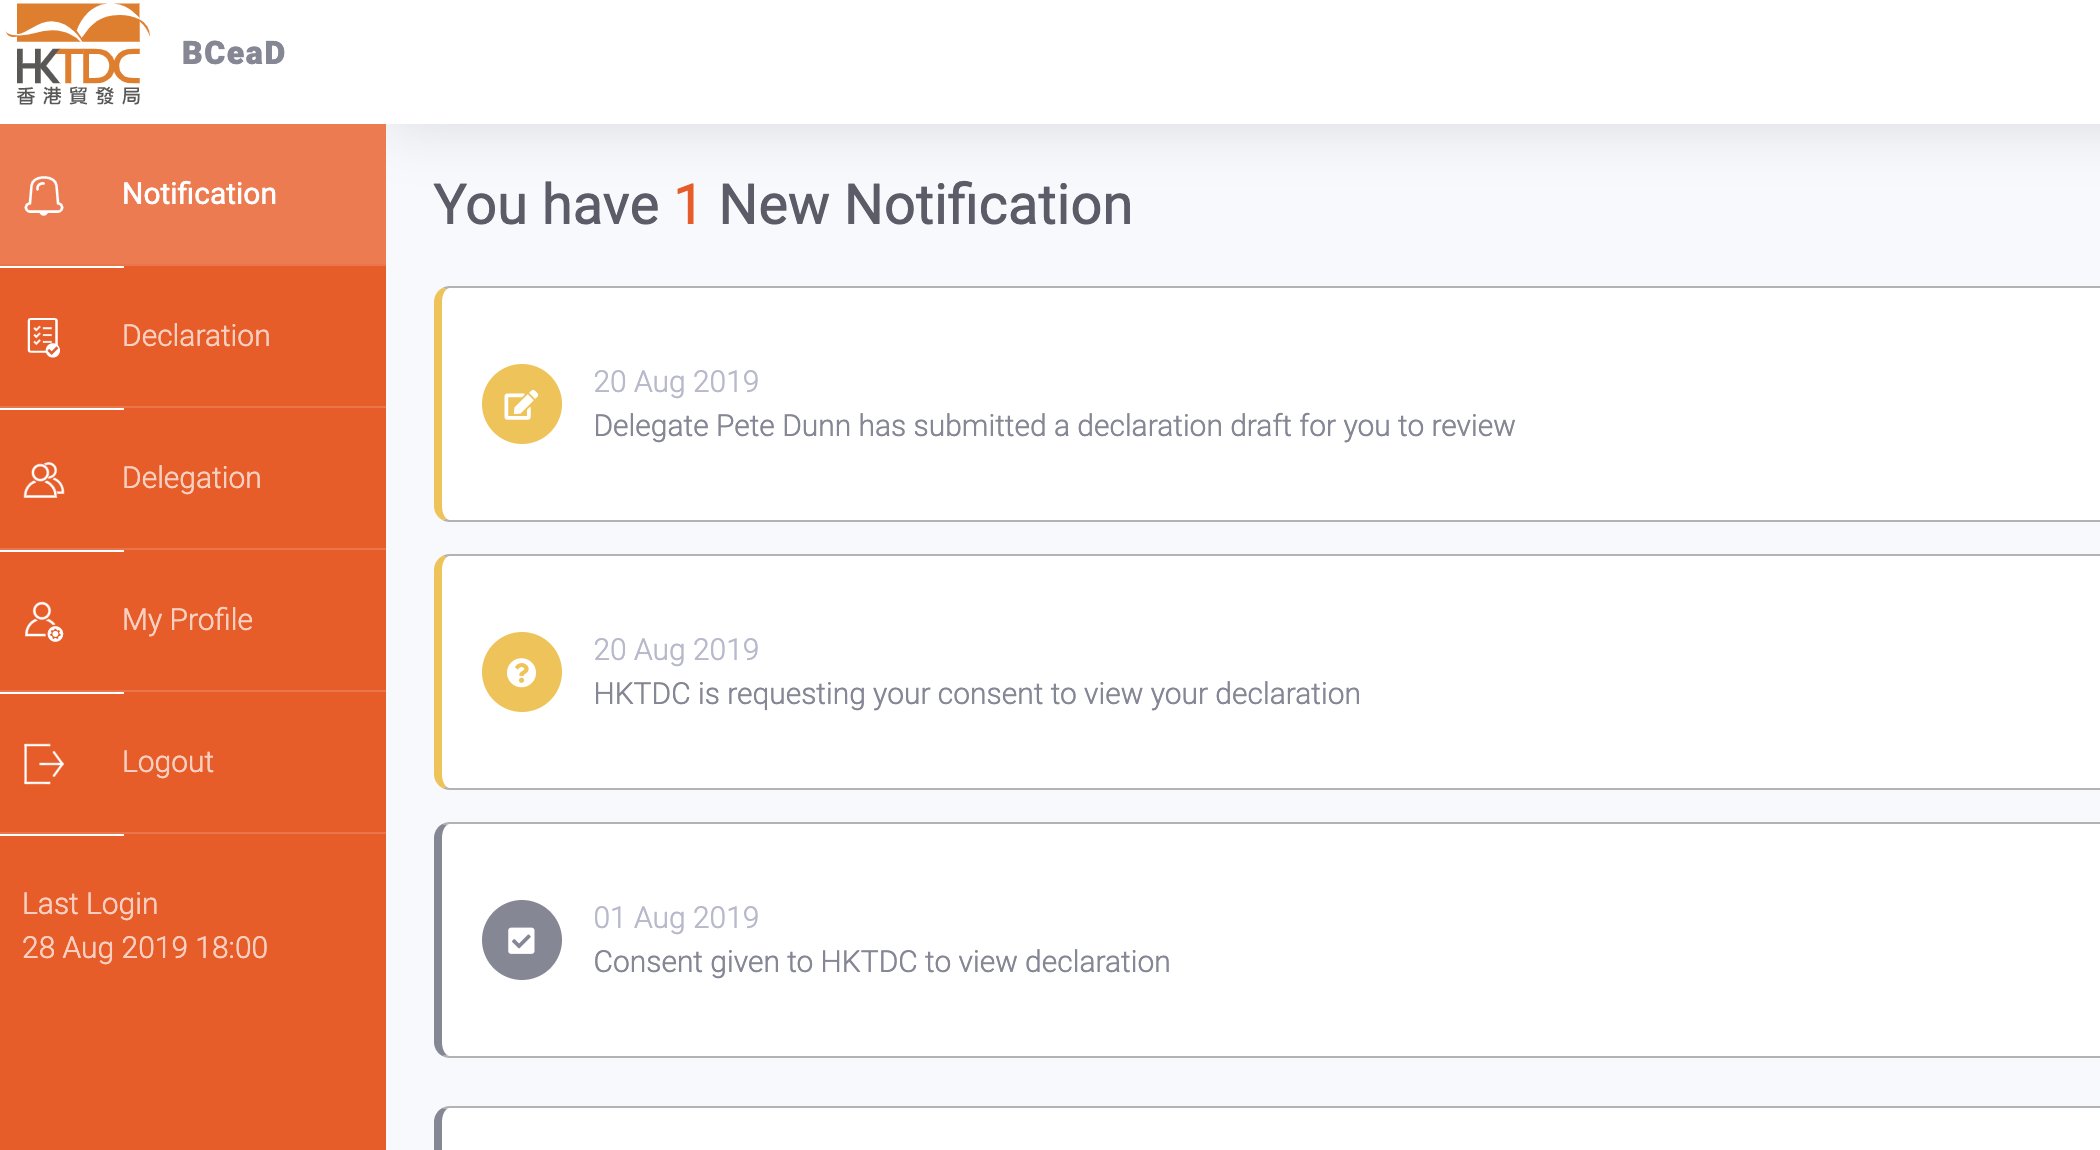 HKTDC
香港貿發局
BCeaD
Notification
Declaration
Delegation
My Profile
Logout
Last Login
28 Aug 2019 18:00
You have 1 New Notification
20 Aug 2019
Delegate Pete Dunn has submitted a declaration draft for you to review
20 Aug 2019
HKTDC is requesting your consent to view your declaration
01 Aug 2019
Consent given to HKTDC to view declaration